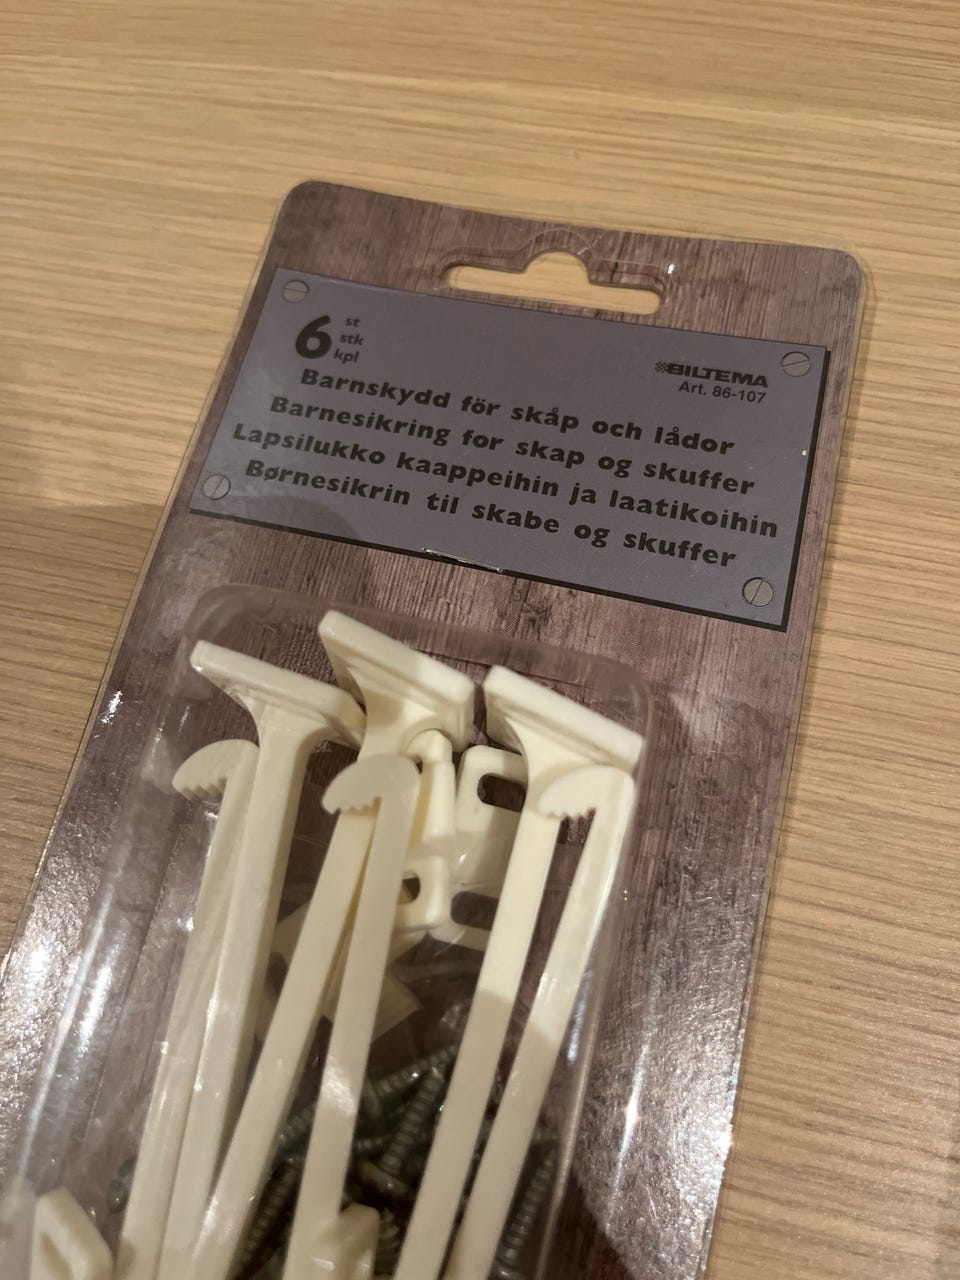 6 st
stk
kpl
BILTEMA
Art. 86-107
Barnskydd för skåp och lådor
Barnesikring for skap og skuffer
Lapsilukko kaappeihin ja laatikoihin
Børnesikrin til skabe og skuffer